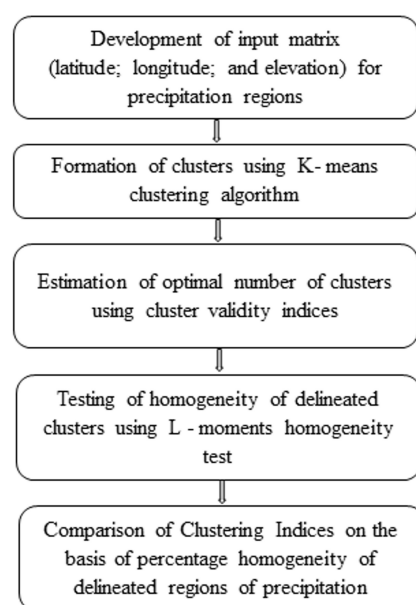 Development of input matrix
(latitude; longitude; and elevation) for
precipitation regions
Formation of clusters using K- means
clustering algorithm
Estimation of optimal number of clusters
using cluster validity indices
Testing of homogeneity of delineated
clusters using L - moments homogeneity
test
Comparison of Clustering Indices on the
basis of percentage homogeneity of
delineated regions of precipitation